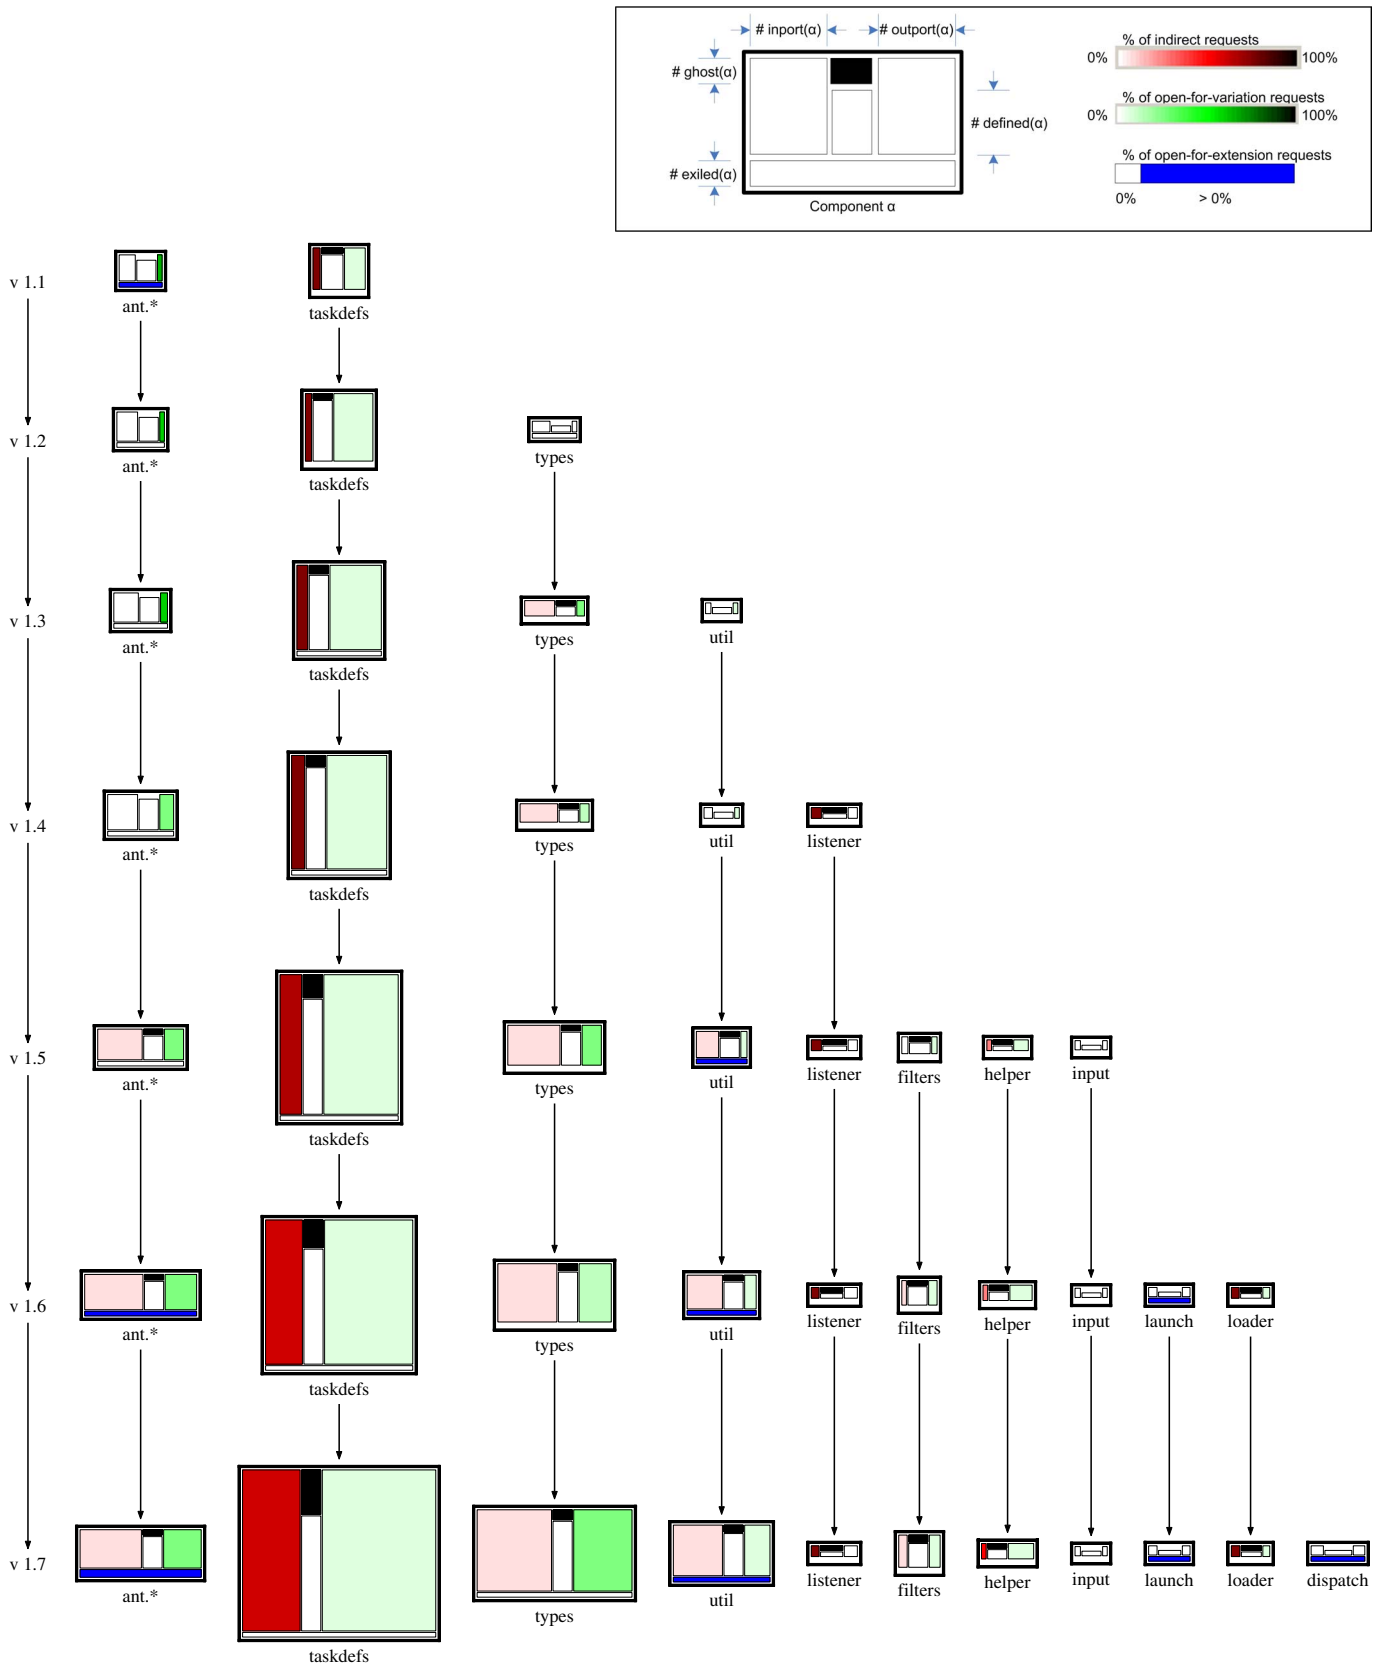 # inport(α)
# outport(α)
# ghost(α)
# defined(α)
# exiled(α)
Component α
% of indirect requests
0%
100%
% of open-for-variation requests
0%
100%
% of open-for-extension requests
0%
> 0%
v 1.1
ant.*
taskdefs
v 1.2
ant.*
taskdefs
types
v 1.3
ant.*
taskdefs
types
util
v 1.4
ant.*
taskdefs
types
util
listener
v 1.5
ant.*
taskdefs
types
util
listener
filters
helper
input
v 1.6
ant.*
taskdefs
types
util
listener
filters
helper
input
launch
loader
v 1.7
ant.*
taskdefs
types
util
listener
filters
helper
input
launch
loader
dispatch